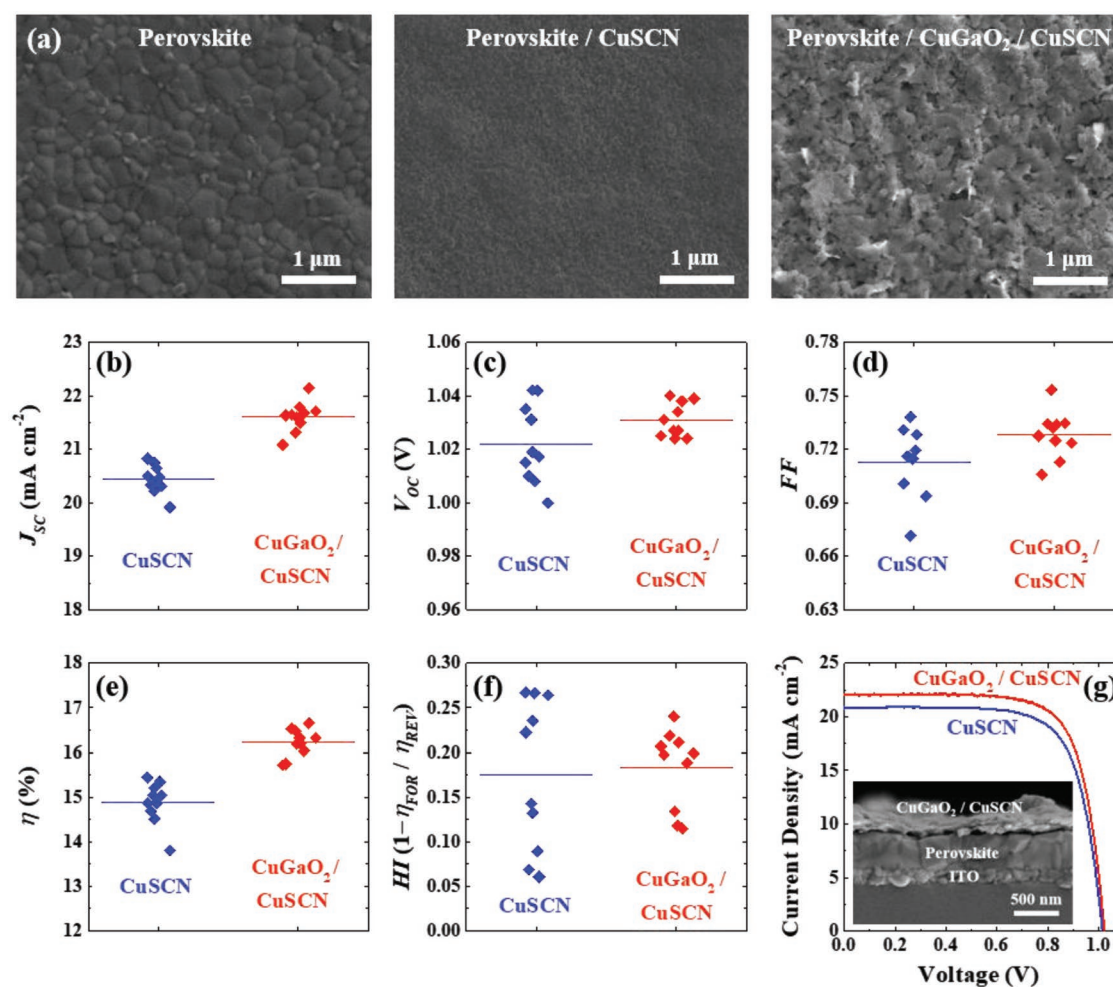 (a)
Perovskite
1 μm
Perovskite / CuSCN
1 μm
Perovskite / CuGaO₂ / CuSCN
1 μm
(b)
J_SC (mA cm⁻²)
23
22
21
20
19
18
CuSCN
CuGaO₂ /
CuSCN
(c)
V_OC (V)
1.06
1.04
1.02
1.00
0.98
0.96
CuSCN
CuGaO₂ /
CuSCN
(d)
FF
0.78
0.75
0.72
0.69
0.66
0.63
CuSCN
CuGaO₂ /
CuSCN
(e)
η (%)
18
17
16
15
14
13
12
CuSCN
CuGaO₂ /
CuSCN
(f)
HI (1−η_FOR / η_REV)
0.30
0.25
0.20
0.15
0.10
0.05
0.00
CuSCN
CuGaO₂ /
CuSCN
(g)
Current Density (mA cm⁻²)
25
20
15
10
5
0
CuGaO₂ / CuSCN
CuSCN
CuGaO₂ / CuSCN
Perovskite
ITO
500 nm
0.0
0.2
0.4
0.6
0.8
1.0
Voltage (V)